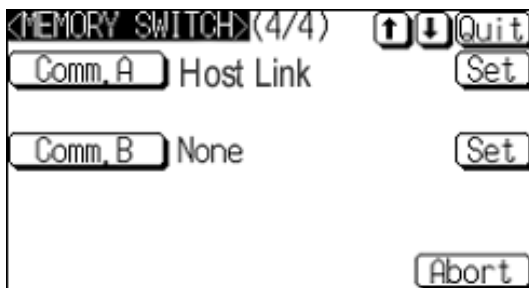 <MEMORY SWITCH>(4/4) ↑ ↓ Quit
Comm.A Host Link Set
Comm.B None Set
Abort